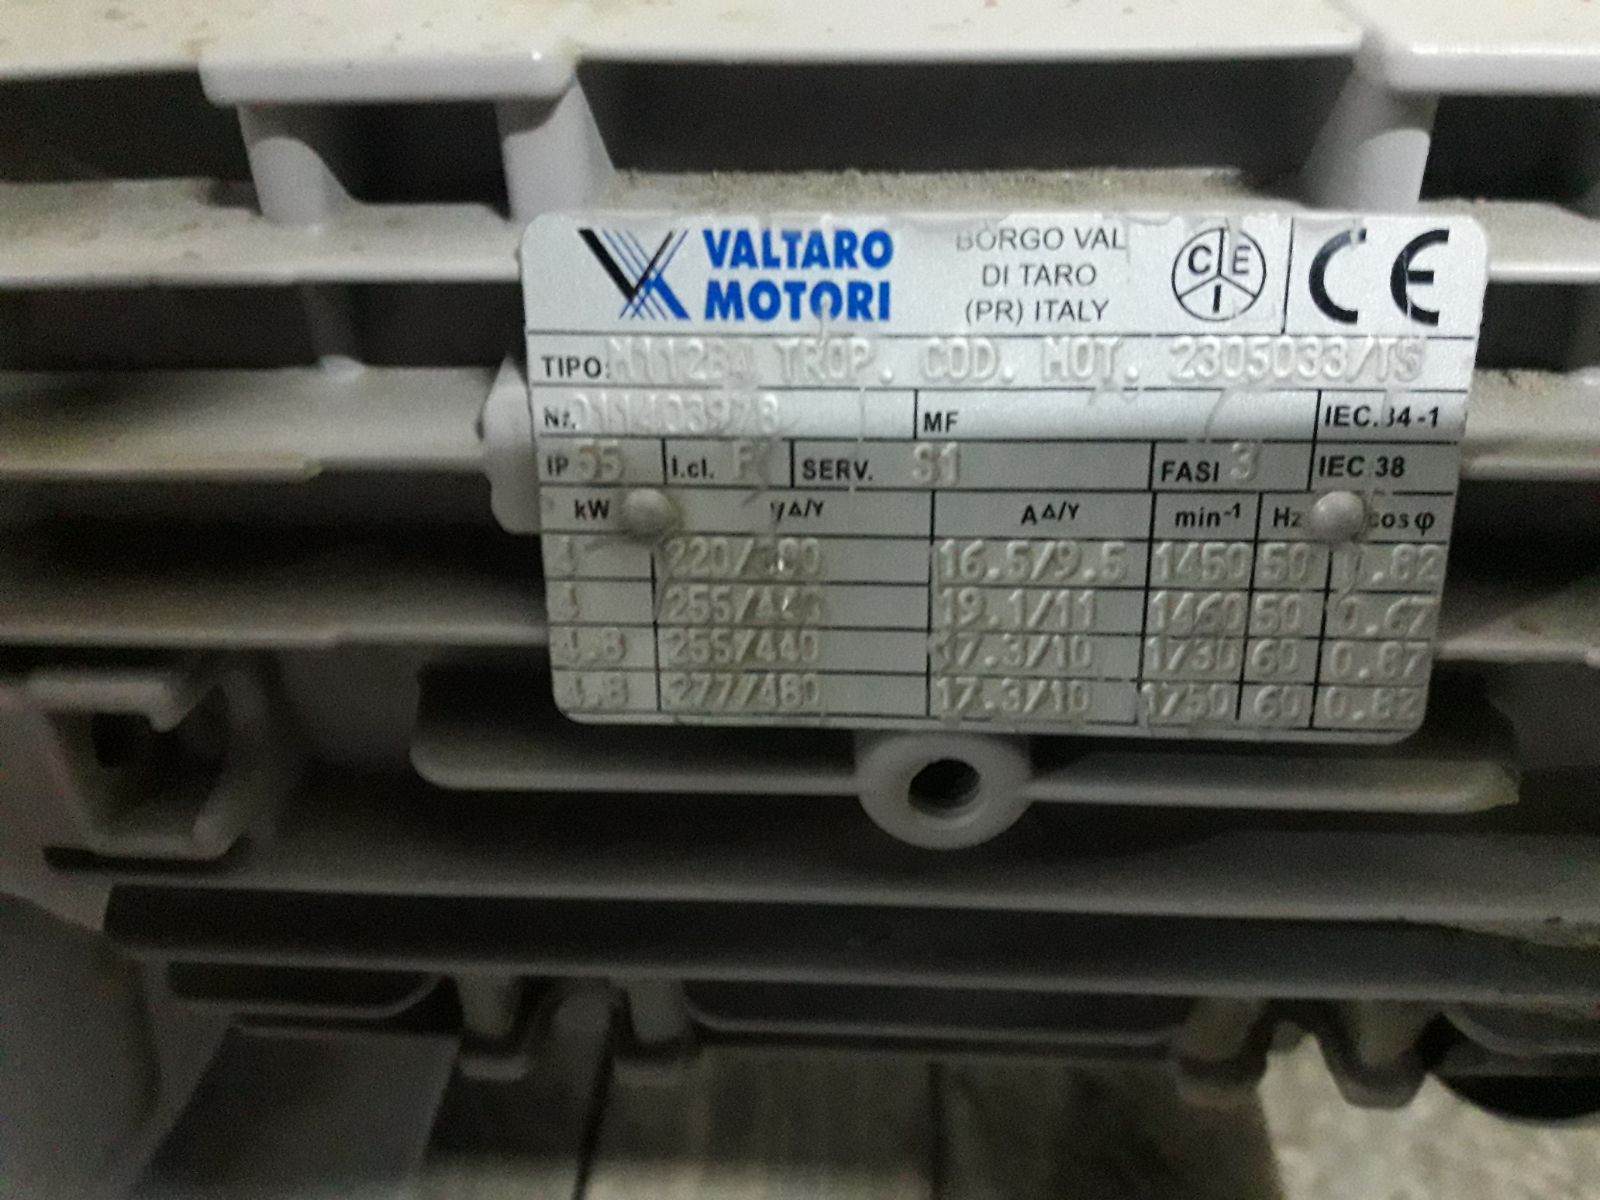 VALTARO
MOTORI
BORGO VAL
DI TARO
(PR) ITALY
C E I
CE
TIPO: M112B4 TROP. COD. MOT. 2305033/TS
Nr. MF IEC.34-1
IP 55 I.cl. F SERV. S1 FASI 3 IEC 38
kW V Δ/Y A Δ/Y min-1 Hz cos φ
4 220/380 16.5/9.5 1450 50 0.82
4 255/440 19.1/11 1460 50 0.67
4.8 255/440 17.3/10 1730 60 0.87
4.8 277/480 17.3/10 1750 60 0.82